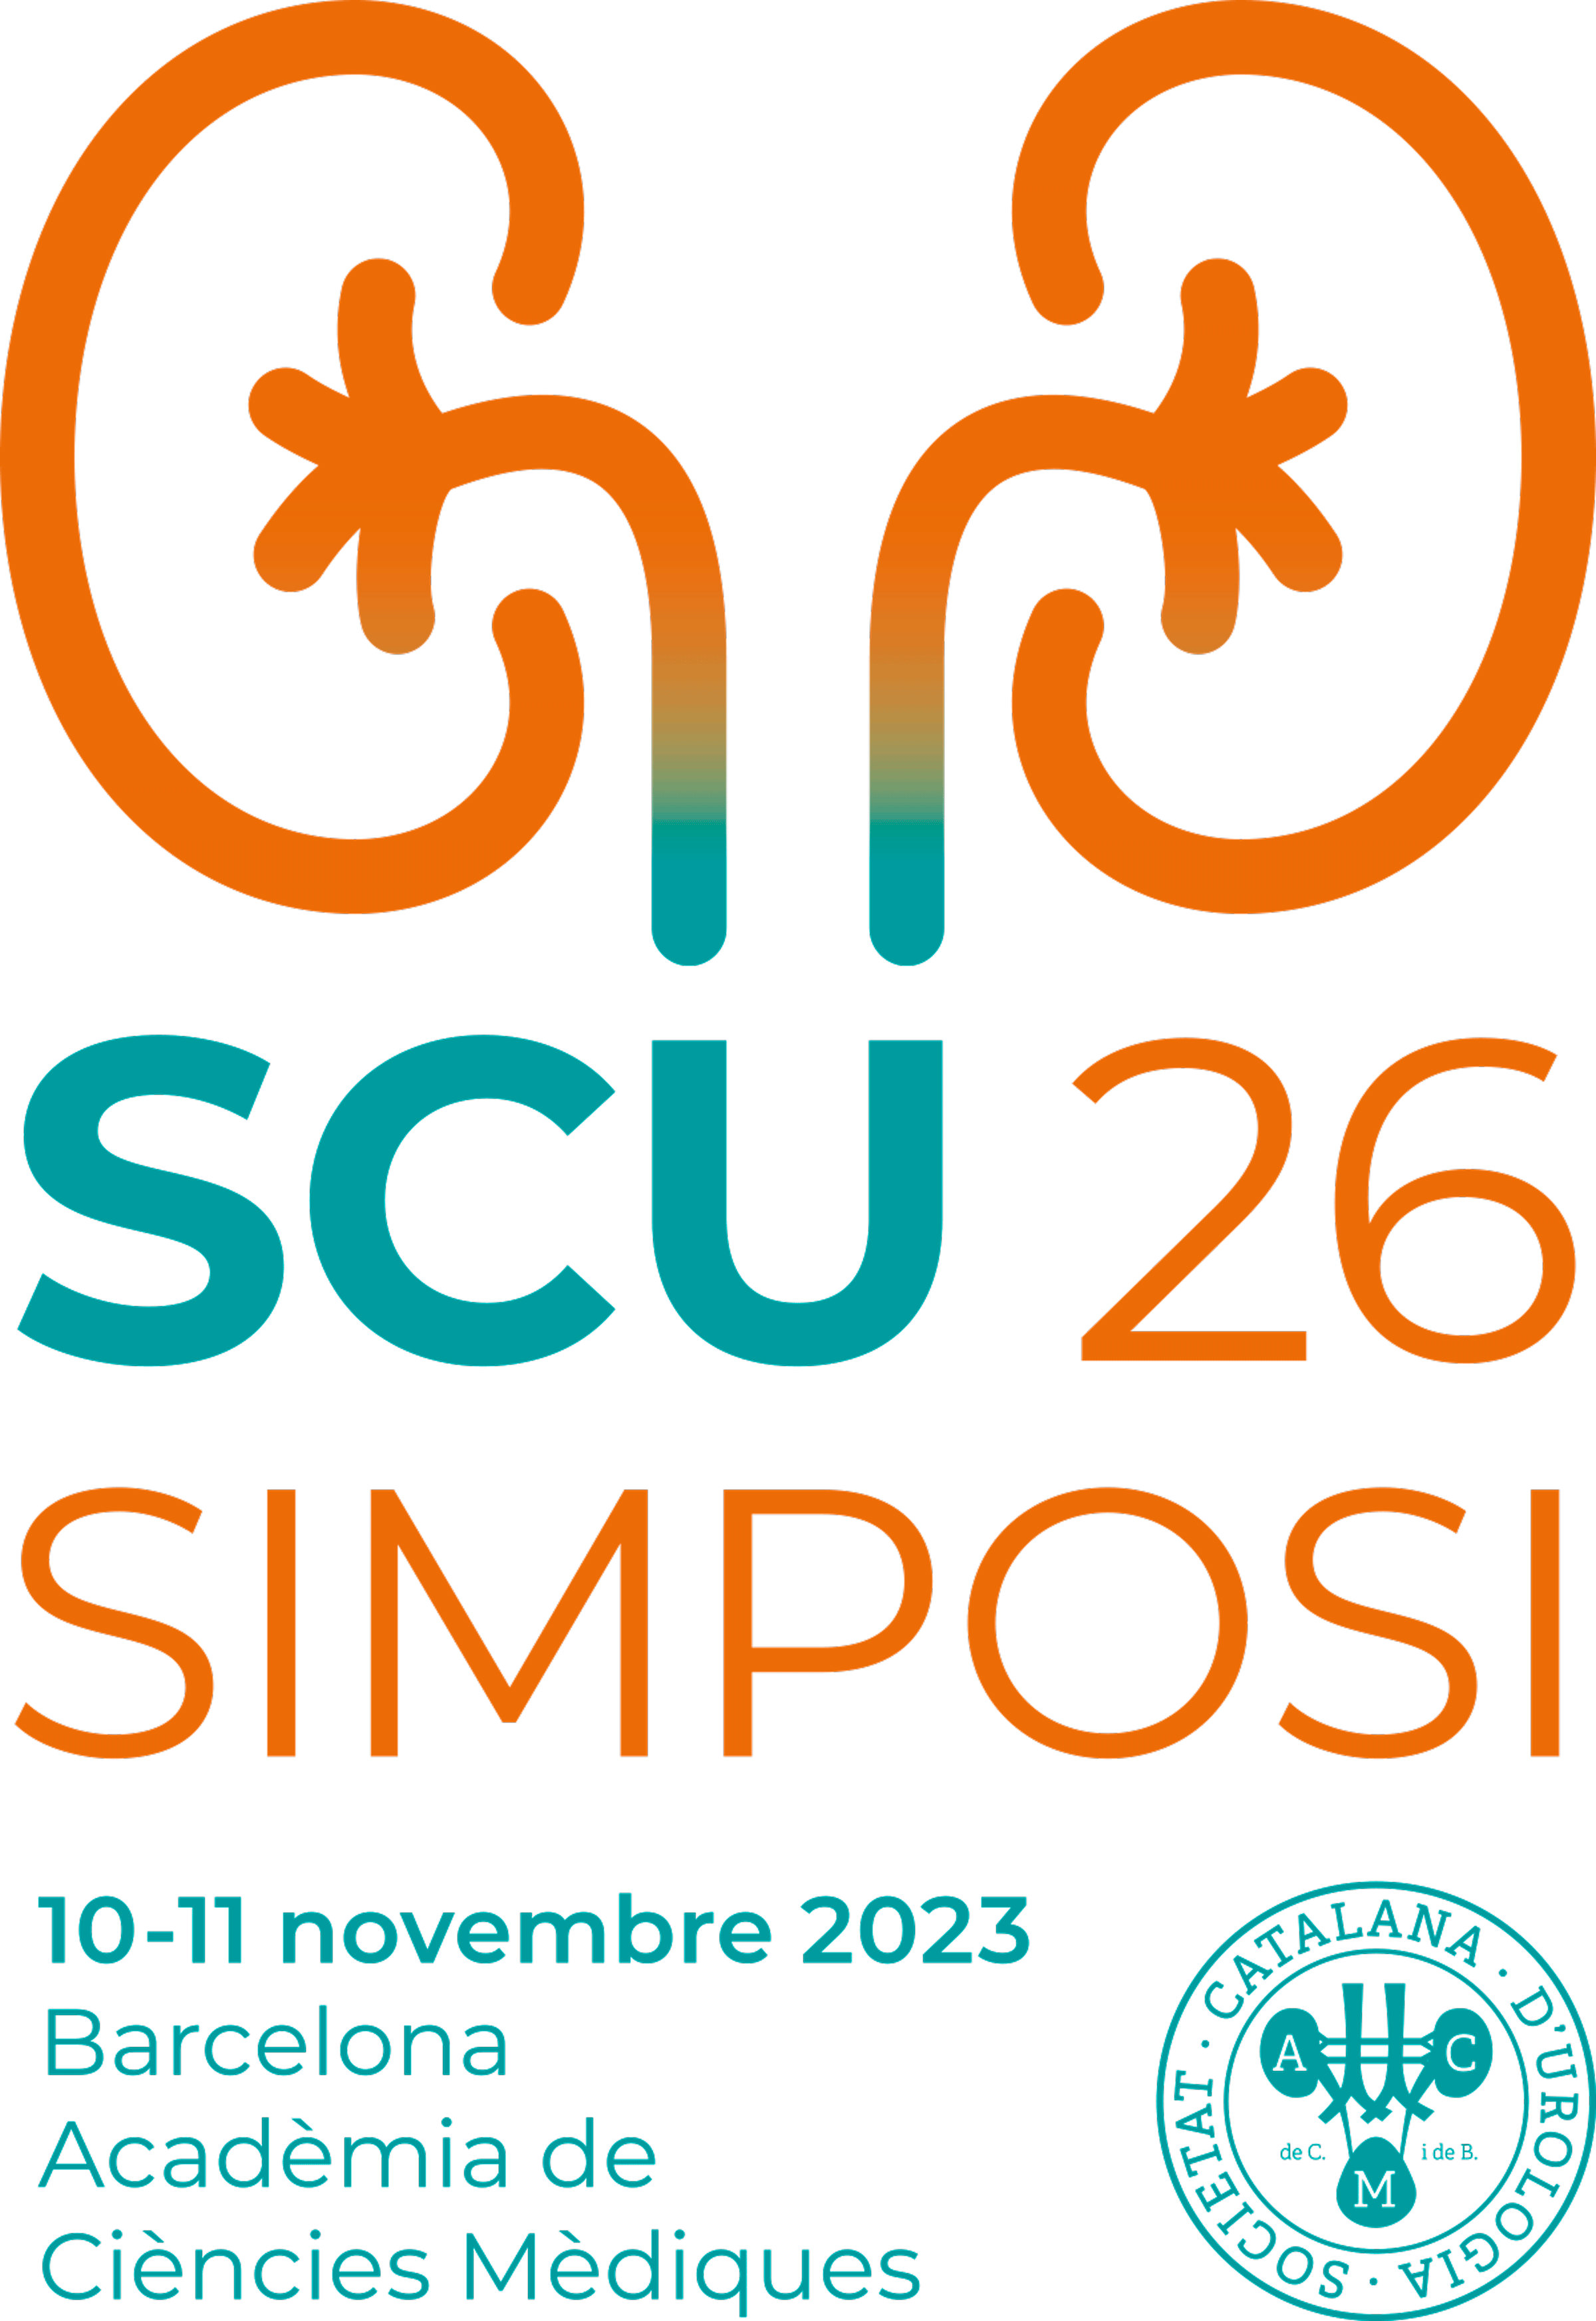 SCU 26
SIMPOSI
10-11 novembre 2023
Barcelona
Acadèmia de
Ciències Mèdiques
SOCIETAT · CATALANA · D'UROLOGIA ·
A C
de C. i de B.
M